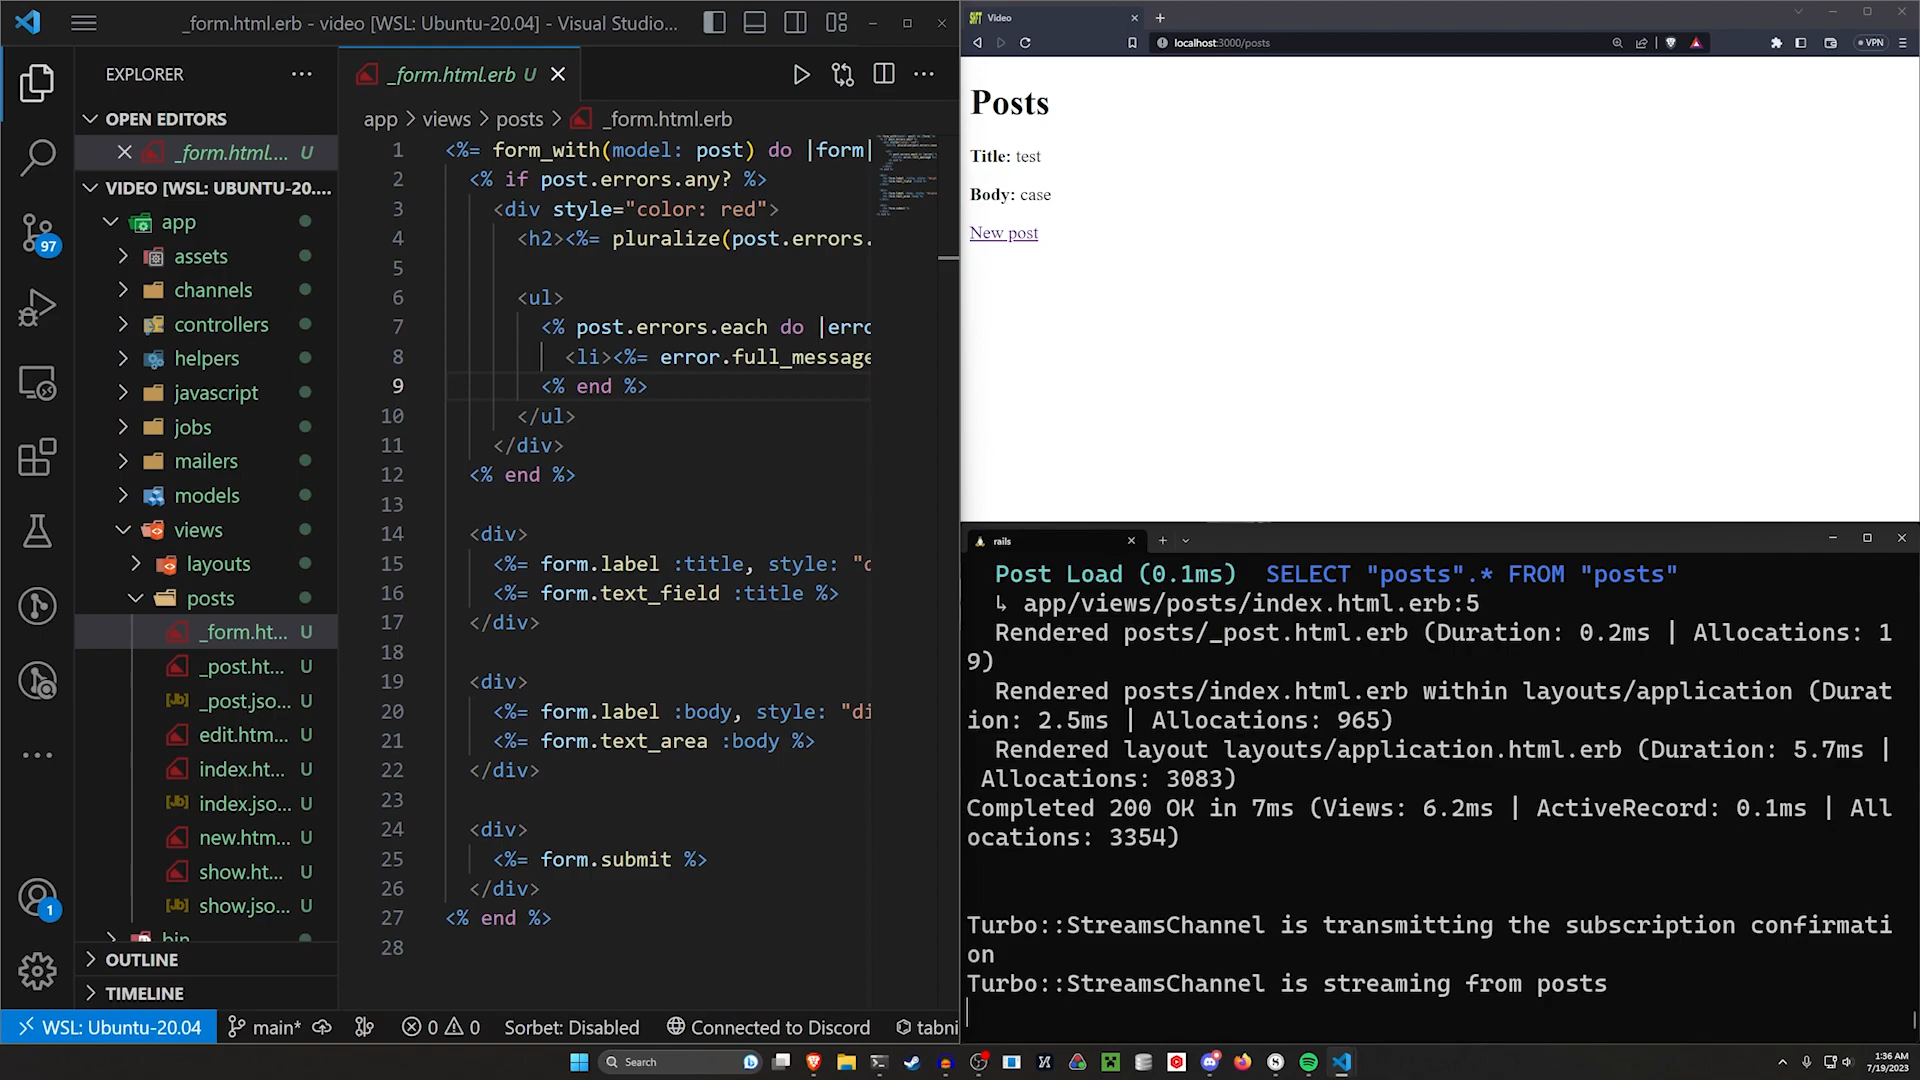 _form.html.erb - video [WSL: Ubuntu-20.04] - Visual Studio...
EXPLORER
OPEN EDITORS
_form.html.... U
VIDEO [WSL: UBUNTU-20....
app
assets
channels
controllers
helpers
javascript
jobs
mailers
models
views
layouts
posts
_form.ht... U
_post.ht... U
_post.jso... U
edit.htm... U
index.ht... U
index.jso... U
new.htm... U
show.ht... U
show.jso... U
bin
OUTLINE
TIMELINE
97
1
_form.html.erb U
app > views > posts > _form.html.erb
1 <%= form_with(model: post) do |form|
2 <% if post.errors.any? %>
3 <div style="color: red">
4 <h2><%= pluralize(post.errors.
5
6 <ul>
7 <% post.errors.each do |erro
8 <li><%= error.full_message
9 <% end %>
10 </ul>
11 </div>
12 <% end %>
13
14 <div>
15 <%= form.label :title, style: "d
16 <%= form.text_field :title %>
17 </div>
18
19 <div>
20 <%= form.label :body, style: "di
21 <%= form.text_area :body %>
22 </div>
23
24 <div>
25 <%= form.submit %>
26 </div>
27 <% end %>
28
WSL: Ubuntu-20.04 main* 0 0 Sorbet: Disabled Connected to Discord tabni
Video
localhost:3000/posts
VPN
Posts
Title: test
Body: case
New post
rails
Post Load (0.1ms) SELECT "posts".* FROM "posts"
↳ app/views/posts/index.html.erb:5
Rendered posts/_post.html.erb (Duration: 0.2ms | Allocations: 1
9)
Rendered posts/index.html.erb within layouts/application (Durat
ion: 2.5ms | Allocations: 965)
Rendered layout layouts/application.html.erb (Duration: 5.7ms |
Allocations: 3083)
Completed 200 OK in 7ms (Views: 6.2ms | ActiveRecord: 0.1ms | All
ocations: 3354)
Turbo::StreamsChannel is transmitting the subscription confirmati
on
Turbo::StreamsChannel is streaming from posts
Search
1:36 AM
7/19/2023